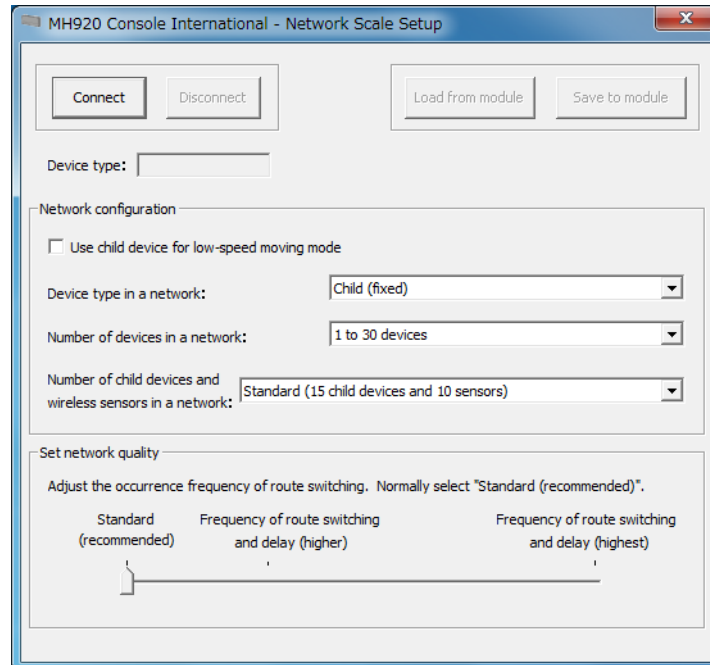 MH920 Console International - Network Scale Setup
Connect
Disconnect
Load from module
Save to module
Device type:
Network configuration
Use child device for low-speed moving mode
Device type in a network:
Child (fixed)
Number of devices in a network:
1 to 30 devices
Number of child devices and
wireless sensors in a network:
Standard (15 child devices and 10 sensors)
Set network quality
Adjust the occurrence frequency of route switching. Normally select "Standard (recommended)".
Standard
(recommended)
Frequency of route switching
and delay (higher)
Frequency of route switching
and delay (highest)